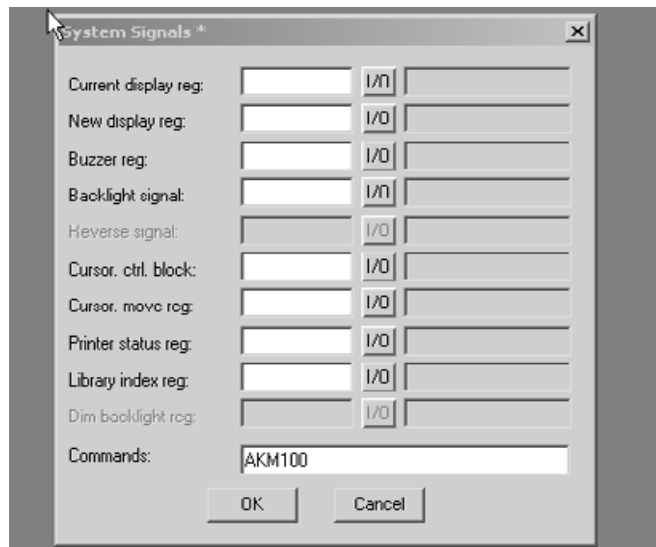 System Signals *
Current display reg: I/O
New display reg: I/O
Buzzer reg: I/O
Backlight signal: I/O
Reverse signal: I/O
Cursor. ctrl. block: I/O
Cursor. move reg: I/O
Printer status reg: I/O
Library index reg: I/O
Dim backlight reg: I/O
Commands: AKM100
OK Cancel